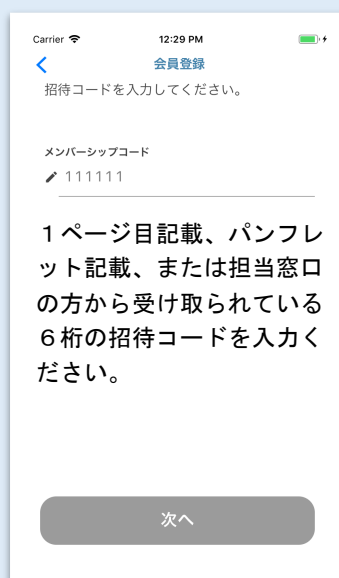 Carrier 12:29 PM
会員登録
招待コードを入力してください。
メンバーシップコード
111111
１ページ目記載、パンフレ
ット記載、または担当窓口
の方から受け取られている
６桁の招待コードを入力く
ださい。
次へ